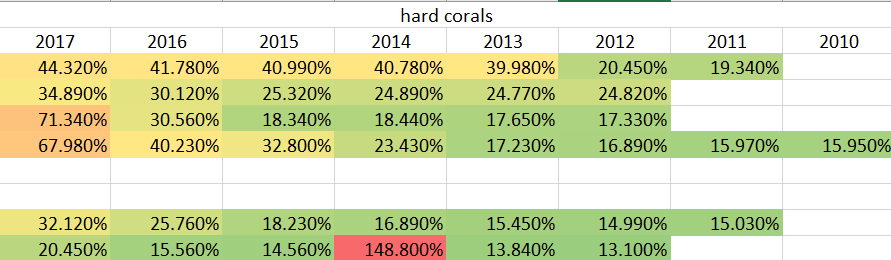 hard corals
2017 2016 2015 2014 2013 2012 2011 2010
44.320% 41.780% 40.990% 40.780% 39.980% 20.450% 19.340%
34.890% 30.120% 25.320% 24.890% 24.770% 24.820%
71.340% 30.560% 18.340% 18.440% 17.650% 17.330%
67.980% 40.230% 32.800% 23.430% 17.230% 16.890% 15.970% 15.950%
32.120% 25.760% 18.230% 16.890% 15.450% 14.990% 15.030%
20.450% 15.560% 14.560% 148.800% 13.840% 13.100%